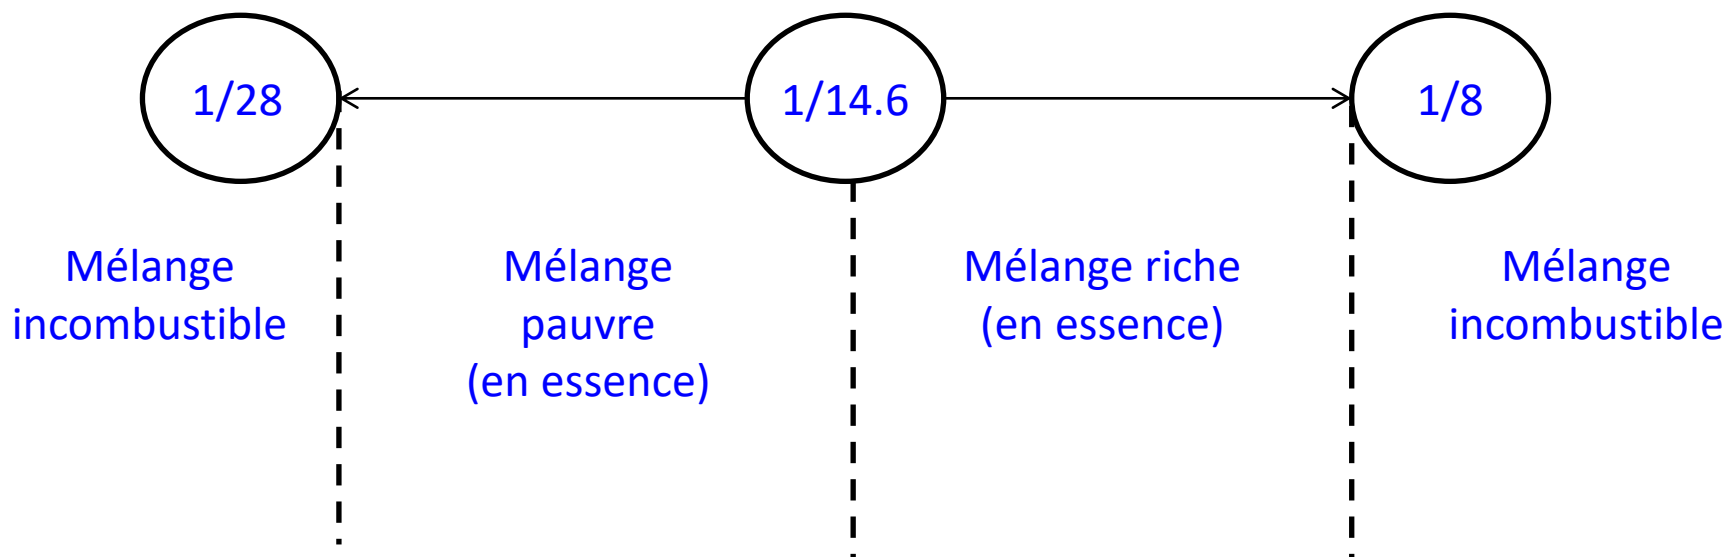 1/28
1/14.6
1/8
Mélange
incombustible
Mélange
pauvre
(en essence)
Mélange riche
(en essence)
Mélange
incombustible